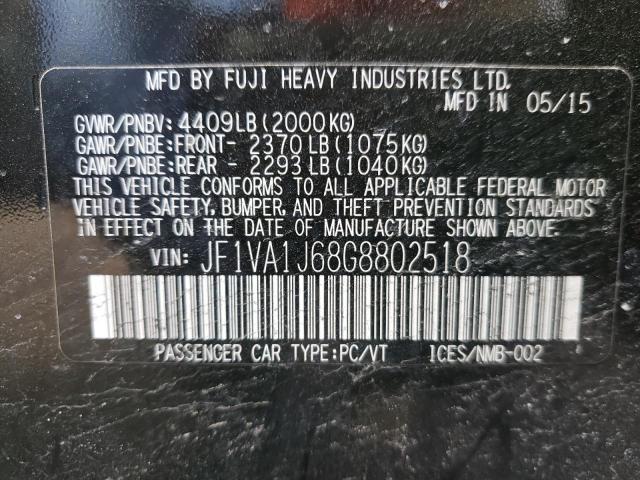 MFD BY FUJI HEAVY INDUSTRIES LTD.
MFD IN 05/15
GVWR/PNBV: 4409LB (2000KG)
GAWR/PNBE:FRONT- 2370 LB (1075KG)
GAWR/PNBE:REAR - 2293 LB (1040KG)
THIS VEHICLE CONFORMS TO ALL APPLICABLE FEDERAL MOTOR
VEHICLE SAFETY, BUMPER, AND THEFT PREVENTION STANDARDS
IN EFFECT ON THE DATE OF MANUFACTURE SHOWN ABOVE.
VIN: JF1VA1J68G8802518
PASSENGER CAR TYPE:PC/VT ICES/NMB-002